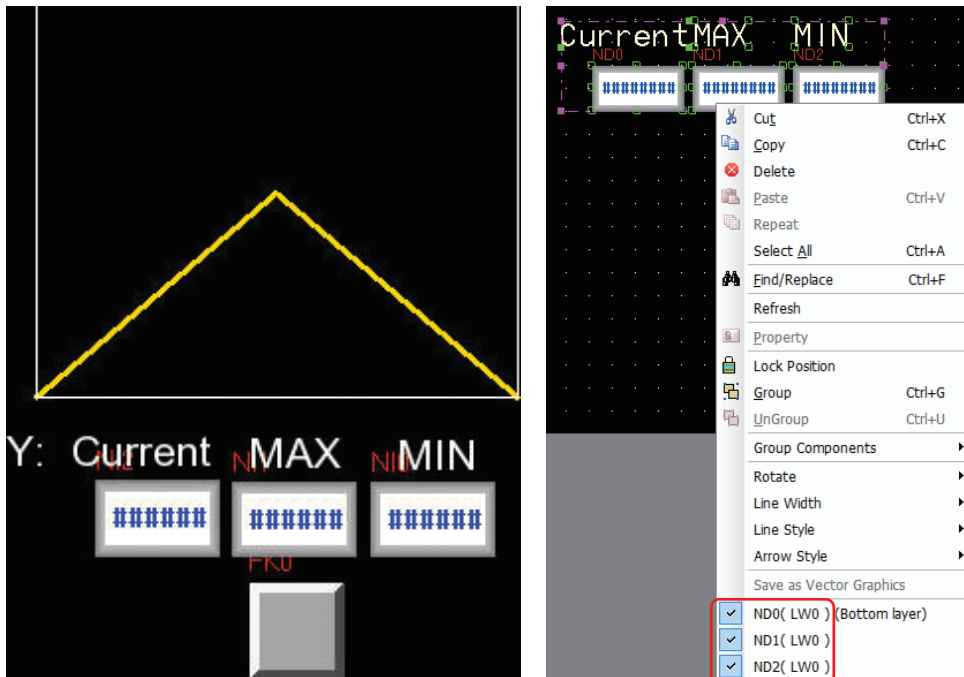 Y: Current MAX MIN
NI2 NI1 NI0
###### ###### ######
FK0
Current MAX MIN
ND0 ND1 ND2
######## ######## ########
Cut Ctrl+X
Copy Ctrl+C
Delete
Paste Ctrl+V
Repeat
Select All Ctrl+A
Find/Replace Ctrl+F
Refresh
Property
Lock Position
Group Ctrl+G
UnGroup Ctrl+U
Group Components
Rotate
Line Width
Line Style
Arrow Style
Save as Vector Graphics
ND0( LW0 ) (Bottom layer)
ND1( LW0 )
ND2( LW0 )